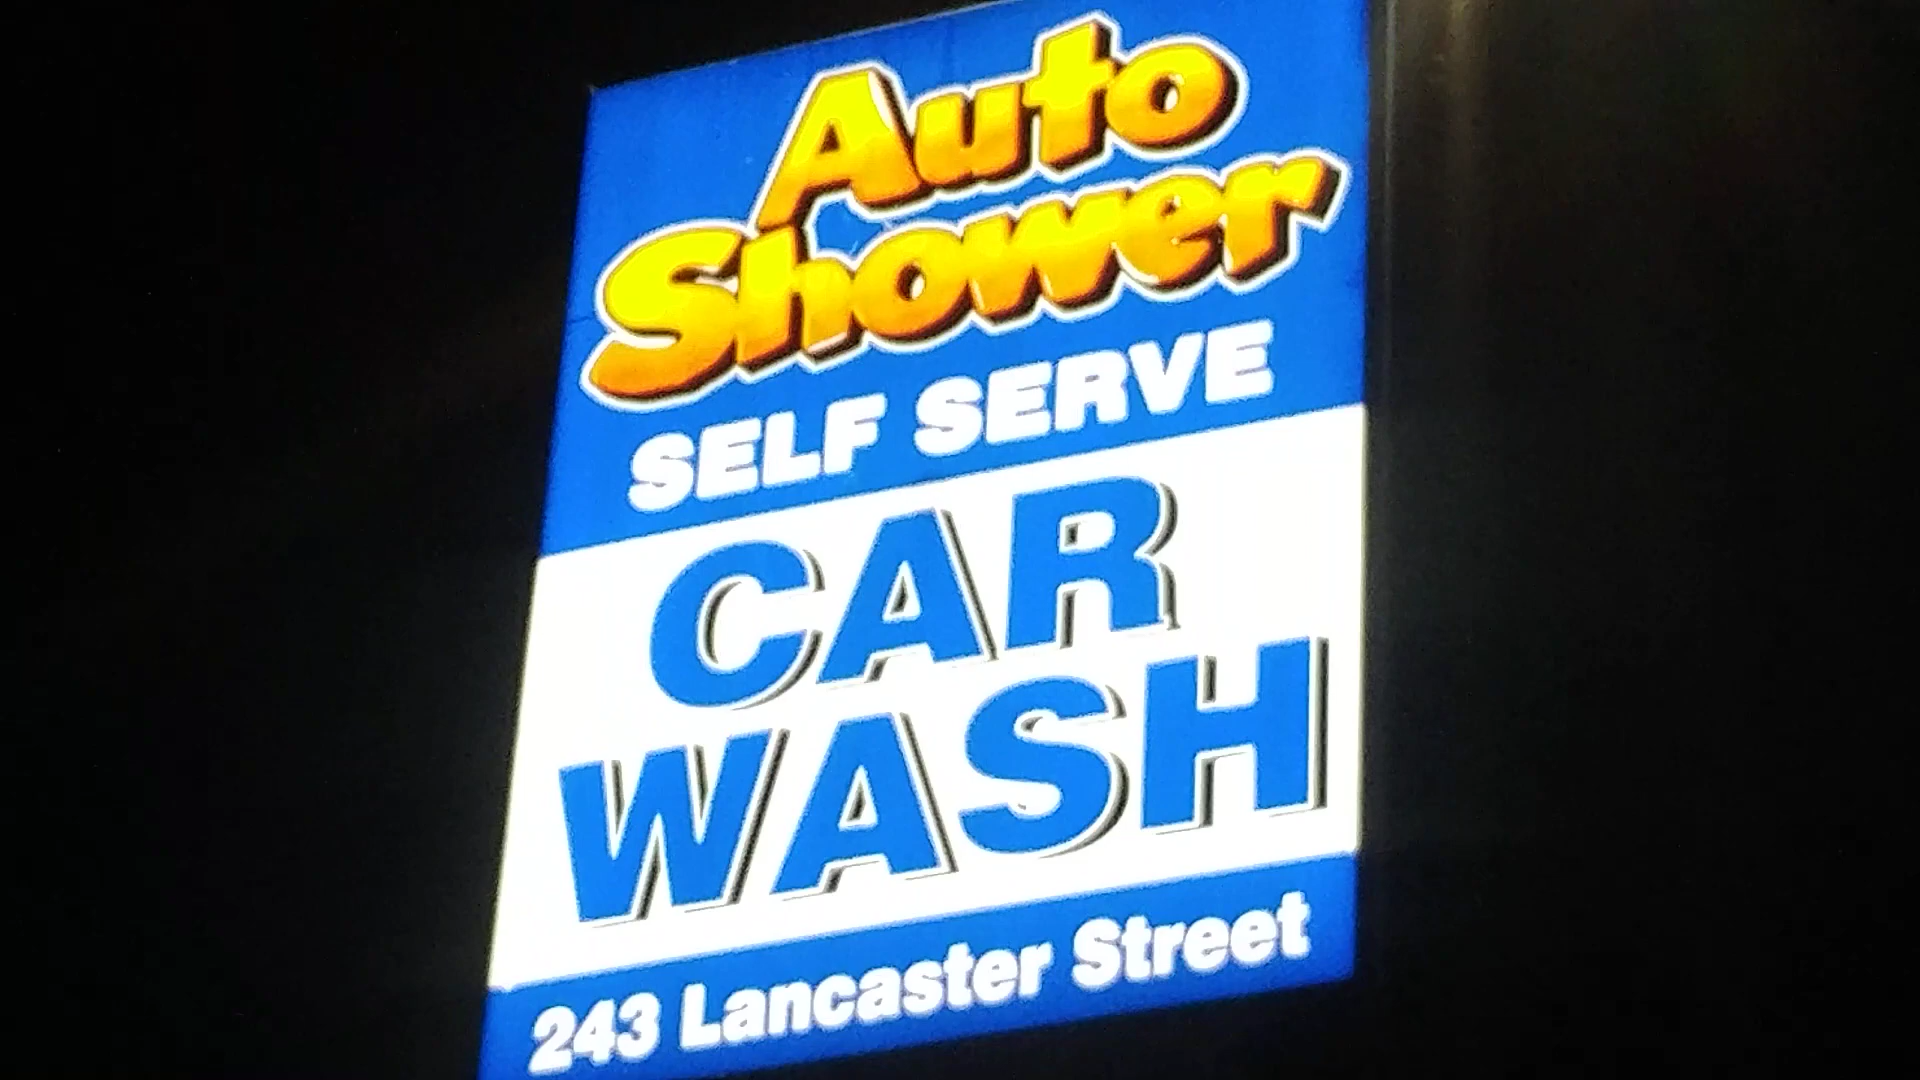 Auto
Shower
SELF SERVE
CAR
WASH
243 Lancaster Street